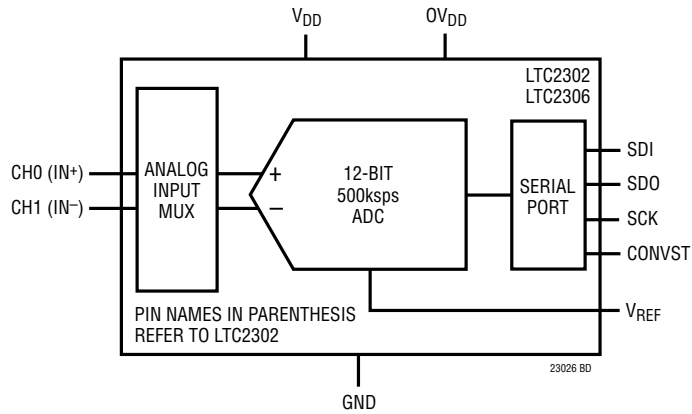 VDD
OVDD
LTC2302
LTC2306
CH0 (IN+)
CH1 (IN–)
ANALOG
INPUT
MUX
+
–
12-BIT
500ksps
ADC
SERIAL
PORT
SDI
SDO
SCK
CONVST
VREF
PIN NAMES IN PARENTHESIS
REFER TO LTC2302
23026 BD
GND